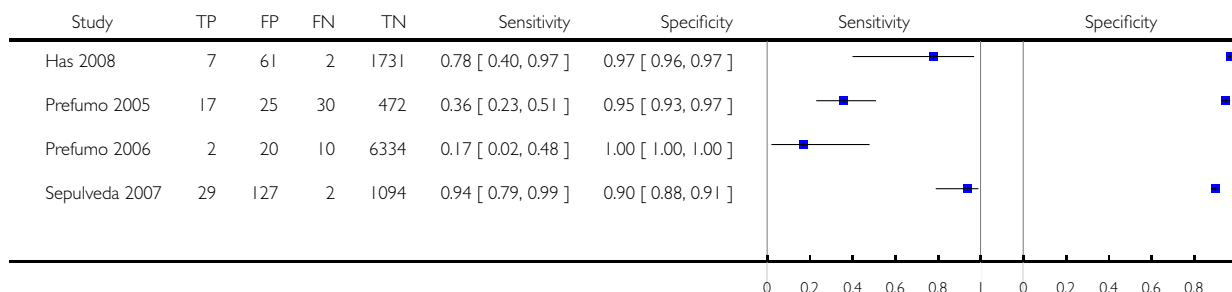 Study TP FP FN TN Sensitivity Specificity Sensitivity Specificity
Has 2008 7 61 2 1731 0.78 [ 0.40, 0.97 ] 0.97 [ 0.96, 0.97 ]
Prefumo 2005 17 25 30 472 0.36 [ 0.23, 0.51 ] 0.95 [ 0.93, 0.97 ]
Prefumo 2006 2 20 10 6334 0.17 [ 0.02, 0.48 ] 1.00 [ 1.00, 1.00 ]
Sepulveda 2007 29 127 2 1094 0.94 [ 0.79, 0.99 ] 0.90 [ 0.88, 0.91 ]
0 0.2 0.4 0.6 0.8 1 0 0.2 0.4 0.6 0.8